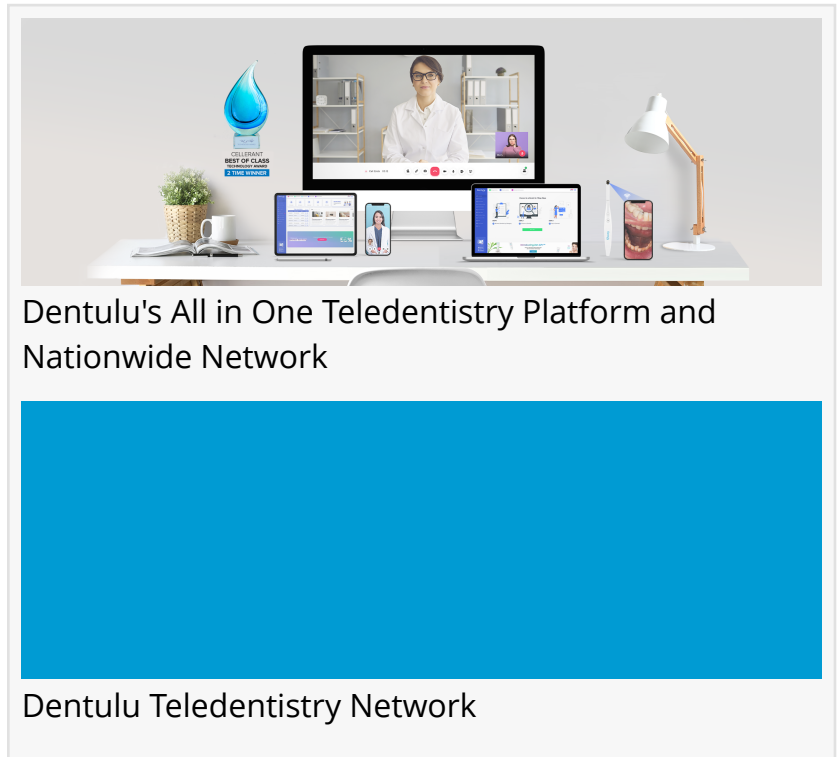 CELLERANT
BEST OF CLASS
TECHNOLOGY AWARD
2 TIME WINNER
Dentulu's All in One Teledentistry Platform and
Nationwide Network
Dentulu Teledentistry Network